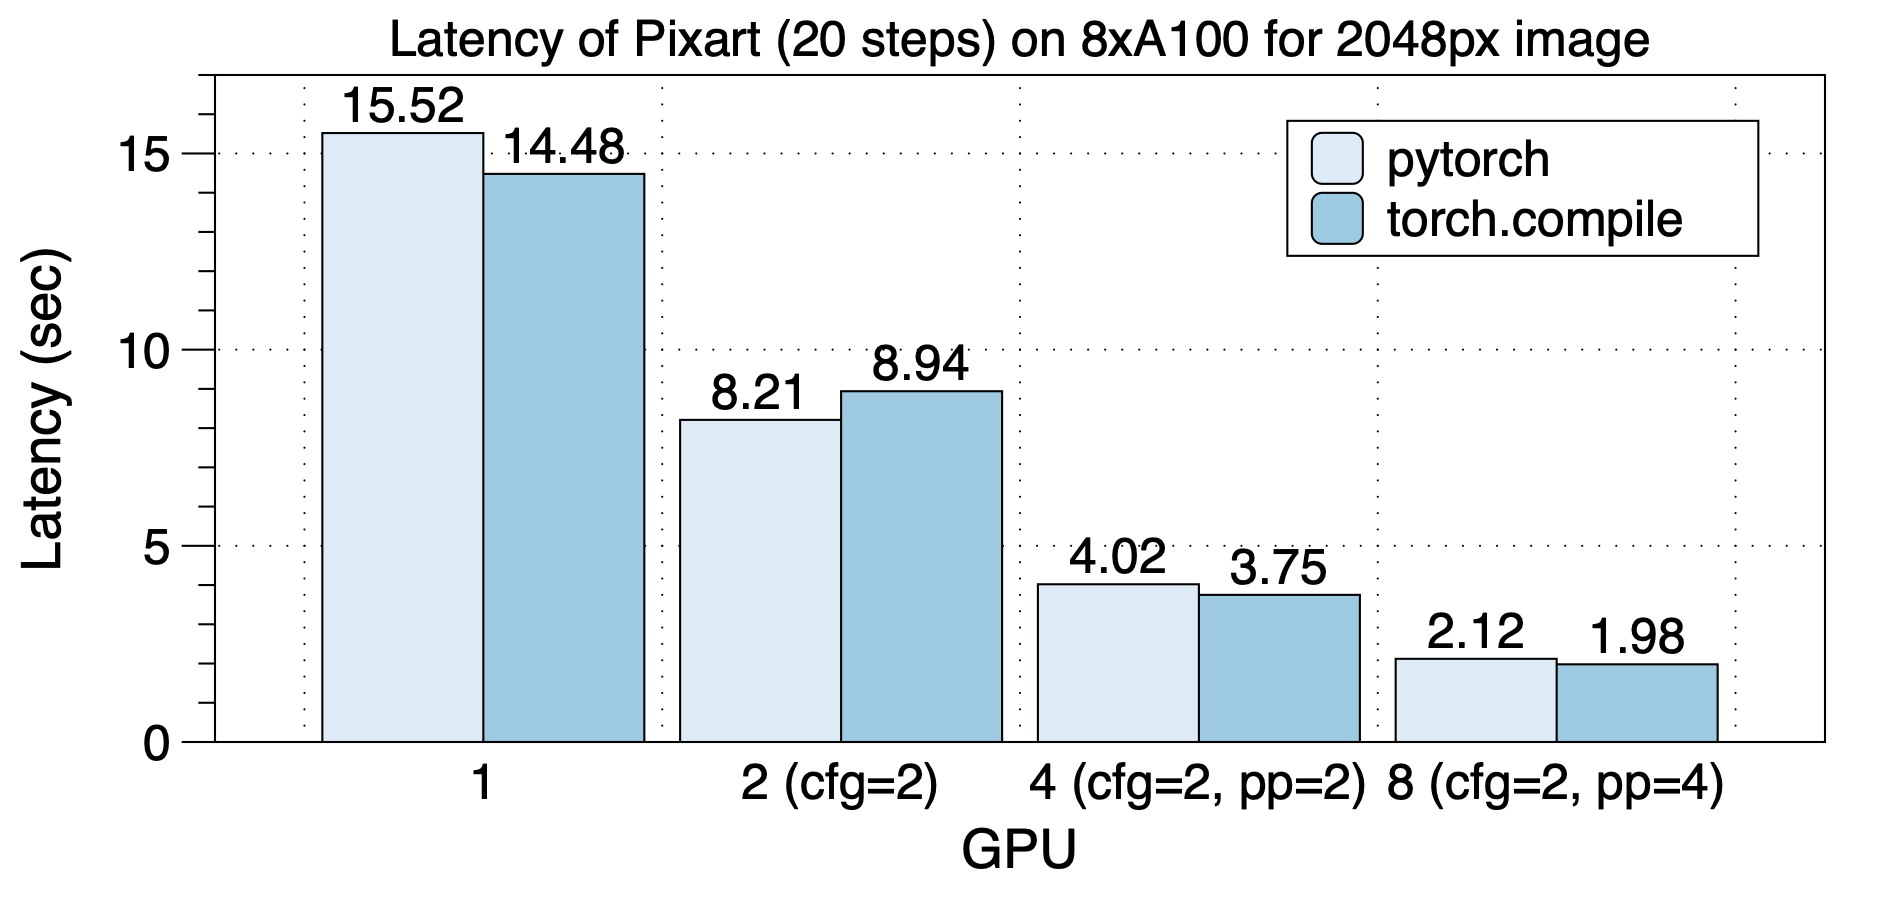 Latency of Pixart (20 steps) on 8xA100 for 2048px image
15.52
14.48
8.21
8.94
4.02
3.75
2.12
1.98
pytorch
torch.compile
Latency (sec)
15
10
5
0
1
2 (cfg=2)
4 (cfg=2, pp=2)
8 (cfg=2, pp=4)
GPU